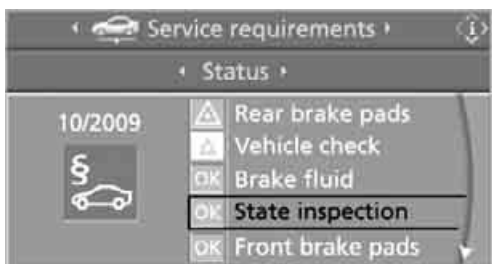 Service requirements
Status
10/2009
§
Rear brake pads
Vehicle check
OK Brake fluid
OK State inspection
OK Front brake pads